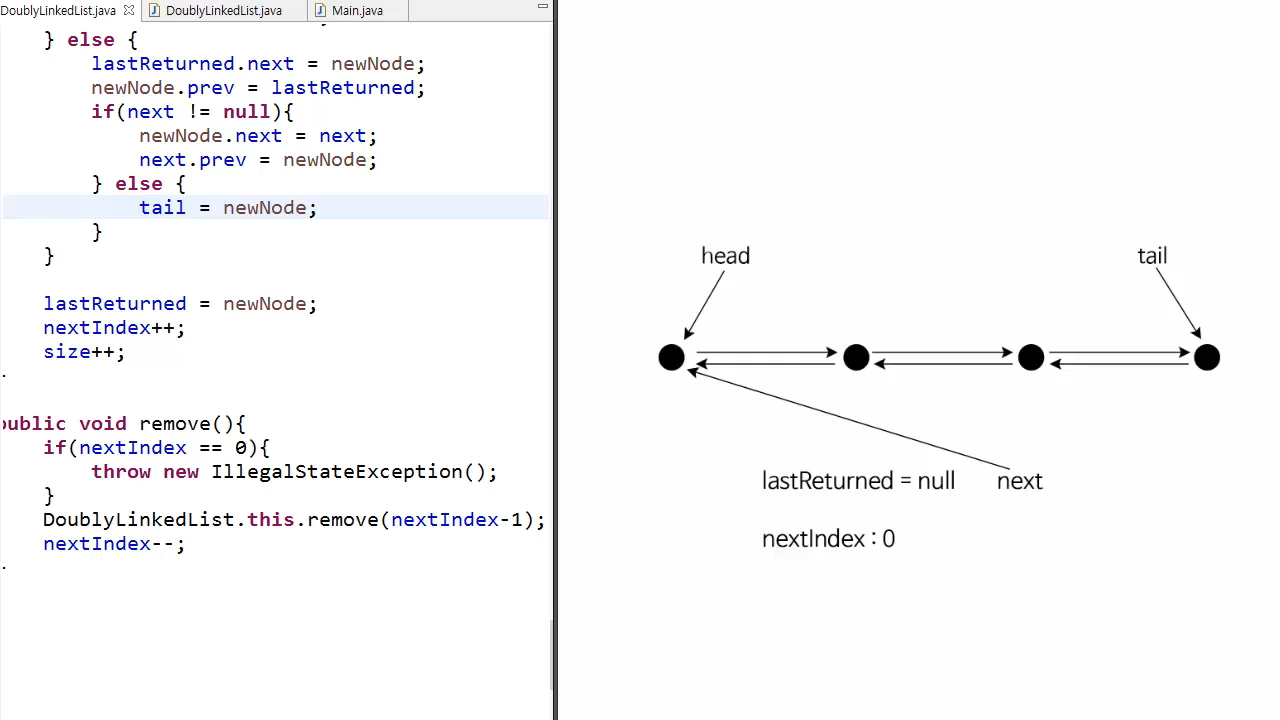 DoublyLinkedList.java
DoublyLinkedList.java
Main.java
} else {
lastReturned.next = newNode;
newNode.prev = lastReturned;
if(next != null){
newNode.next = next;
next.prev = newNode;
} else {
tail = newNode;
}
}
lastReturned = newNode;
nextIndex++;
size++;
public void remove(){
if(nextIndex == 0){
throw new IllegalStateException();
}
DoublyLinkedList.this.remove(nextIndex-1);
nextIndex--;
head
tail
lastReturned = null
next
nextIndex : 0